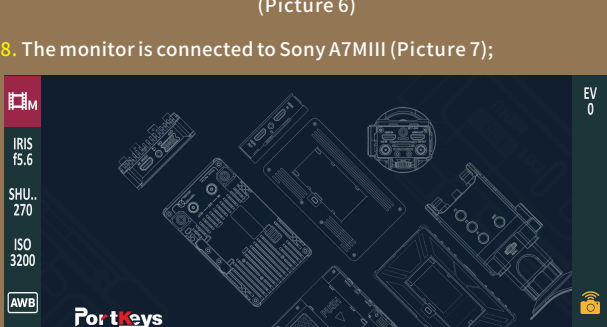 (Picture 6)
8. The monitor is connected to Sony A7MIII (Picture 7);
M
EV
0
IRIS
f5.6
SHU..
270
ISO
3200
AWB
PortKeys
PUSH